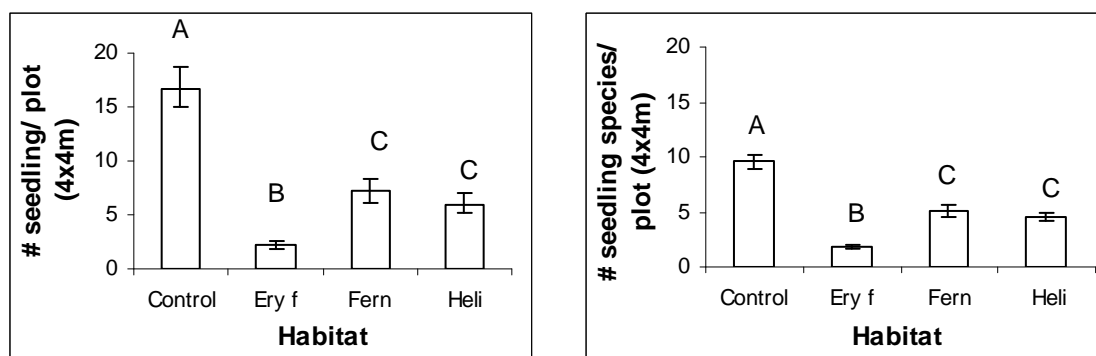 # seedling/ plot
(4x4m)
20
15
10
5
0
A
B
C
C
Control Ery f Fern Heli
Habitat
# seedling species/
plot (4x4m)
20
15
10
5
0
A
B
C
C
Control Ery f Fern Heli
Habitat